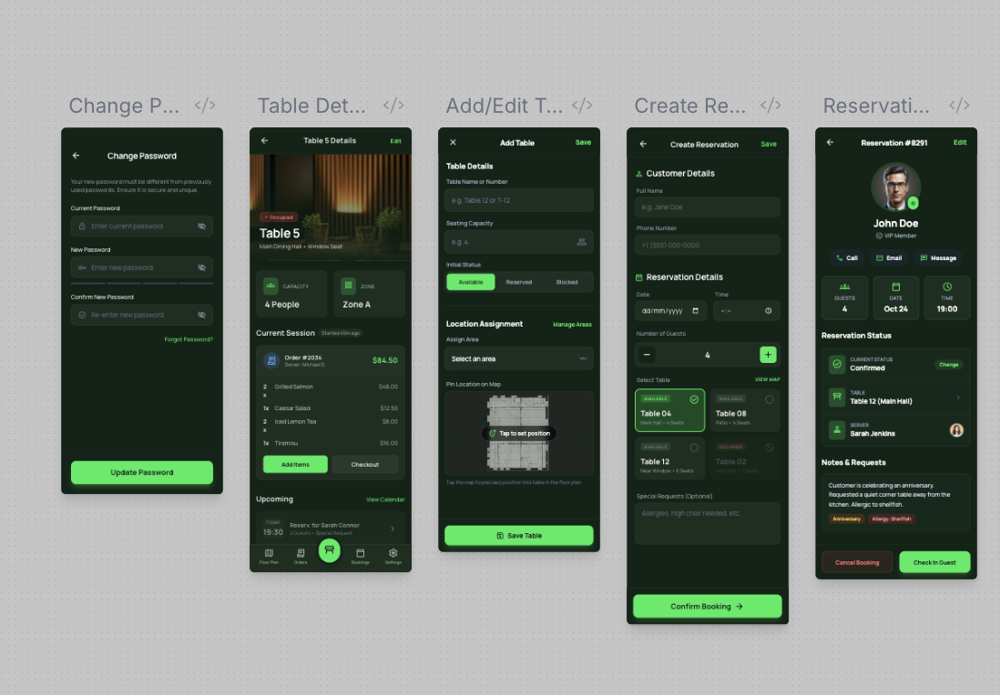 Change P...
Change Password
Your new password must be different from previously
used passwords. Ensure it is secure and unique.
Current Password
Enter current password
New Password
Enter new password
Confirm New Password
Re-enter new password
Forgot Password?
Update Password
Table Det...
Table 5 Details
Edit
Occupied
Table 5
Main Dining Hall • Window Seat
CAPACITY
4 People
ZONE
Zone A
Current Session
Started 45m ago
Order #2034
Server: Michael S.
$84.50
2
x
Grilled Salmon
$48.00
1x
Caesar Salad
$12.50
2
x
Iced Lemon Tea
$8.00
1x
Tiramisu
$16.00
Add Items
Checkout
Upcoming
View Calendar
TODAY
19:30
Reserv. for Sarah Connor
2 Guests • Special Request
Floor Plan
Orders
Bookings
Settings
Add/Edit T...
Add Table
Save
Table Details
Table Name or Number
e.g. Table 12 or T-12
Seating Capacity
e.g. 4
Initial Status
Available
Reserved
Blocked
Location Assignment
Manage Areas
Assign Area
Select an area
Pin Location on Map
Tap to set position
Tap the map to precisely position this table in the floor plan.
Save Table
Create Re...
Create Reservation
Save
Customer Details
Full Name
e.g. Jane Doe
Phone Number
+1 (555) 000-0000
Reservation Details
Date
dd/mm/yyyy
Time
--:--
Number of Guests
4
Select Table
VIEW MAP
AVAILABLE
Table 04
Main Hall • 4 Seats
AVAILABLE
Table 08
Patio • 4 Seats
AVAILABLE
Table 12
Near Window • 6 Seats
OCCUPIED
Table 02
Special Requests (Optional)
Allergies, high chair needed, etc.
Confirm Booking
Reservati...
Reservation #8291
Edit
John Doe
VIP Member
Call
Email
Message
GUESTS
4
DATE
Oct 24
TIME
19:00
Reservation Status
CURRENT STATUS
Confirmed
Change
TABLE
Table 12 (Main Hall)
SERVER
Sarah Jenkins
Notes & Requests
Customer is celebrating an anniversary.
Requested a quiet corner table away from the
kitchen. Allergic to shellfish.
Anniversary
Allergy: Shellfish
Cancel Booking
Check In Guest